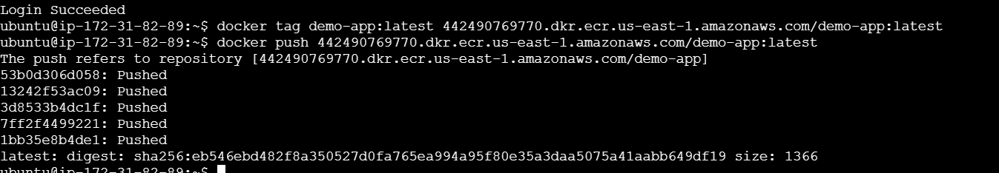 Login Succeeded
ubuntu@ip-172-31-82-89:~$ docker tag demo-app:latest 442490769770.dkr.ecr.us-east-1.amazonaws.com/demo-app:latest
ubuntu@ip-172-31-82-89:~$ docker push 442490769770.dkr.ecr.us-east-1.amazonaws.com/demo-app:latest
The push refers to repository [442490769770.dkr.ecr.us-east-1.amazonaws.com/demo-app]
53b0d306d058: Pushed
13242f53ac09: Pushed
3d8533b4dc1f: Pushed
7ff2f4499221: Pushed
1bb35e8b4de1: Pushed
latest: digest: sha256:eb546ebd482f8a350527d0fa765ea994a95f80e35a3daa5075a41aabb649df19 size: 1366
ubuntu@ip-172-31-82-89:~$